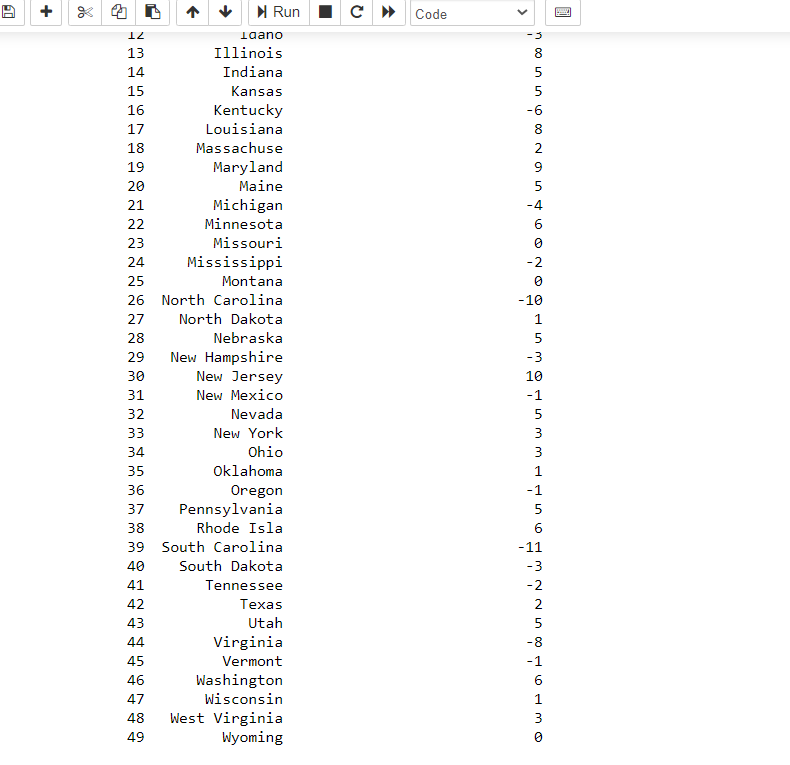 Run Code
12 Idaho -3
13 Illinois 8
14 Indiana 5
15 Kansas 5
16 Kentucky -6
17 Louisiana 8
18 Massachuse 2
19 Maryland 9
20 Maine 5
21 Michigan -4
22 Minnesota 6
23 Missouri 0
24 Mississippi -2
25 Montana 0
26 North Carolina -10
27 North Dakota 1
28 Nebraska 5
29 New Hampshire -3
30 New Jersey 10
31 New Mexico -1
32 Nevada 5
33 New York 3
34 Ohio 3
35 Oklahoma 1
36 Oregon -1
37 Pennsylvania 5
38 Rhode Isla 6
39 South Carolina -11
40 South Dakota -3
41 Tennessee -2
42 Texas 2
43 Utah 5
44 Virginia -8
45 Vermont -1
46 Washington 6
47 Wisconsin 1
48 West Virginia 3
49 Wyoming 0